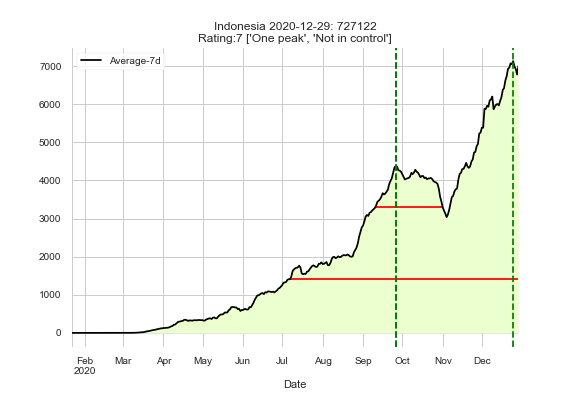 Indonesia 2020-12-29: 727122
Rating:7 ['One peak', 'Not in control']
Average-7d
7000
6000
5000
4000
3000
2000
1000
0
Feb Mar Apr May Jun Jul Aug Sep Oct Nov Dec
2020
Date